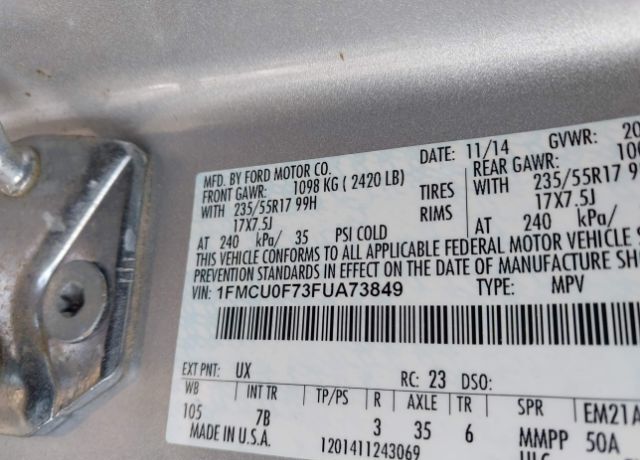 MFD. BY FORD MOTOR CO. DATE: 11/14 GVWR: 20
FRONT GAWR: 1098 KG ( 2420 LB) REAR GAWR: 100
WITH 235/55R17 99H TIRES WITH 235/55R17 99
17X7.5J RIMS 17X7.5J
AT 240 kPa/ 35 PSI COLD AT 240 kPa/
THIS VEHICLE CONFORMS TO ALL APPLICABLE FEDERAL MOTOR VEHICLE S
PREVENTION STANDARDS IN EFFECT ON THE DATE OF MANUFACTURE SHO
VIN: 1FMCU0F73FUA73849 TYPE: MPV
EXT PNT: UX RC: 23 DSO:
WB INT TR TP/PS R AXLE TR SPR EM21A
105 7B 3 35 6 MMPP 50A
MADE IN U.S.A. 1201411243069